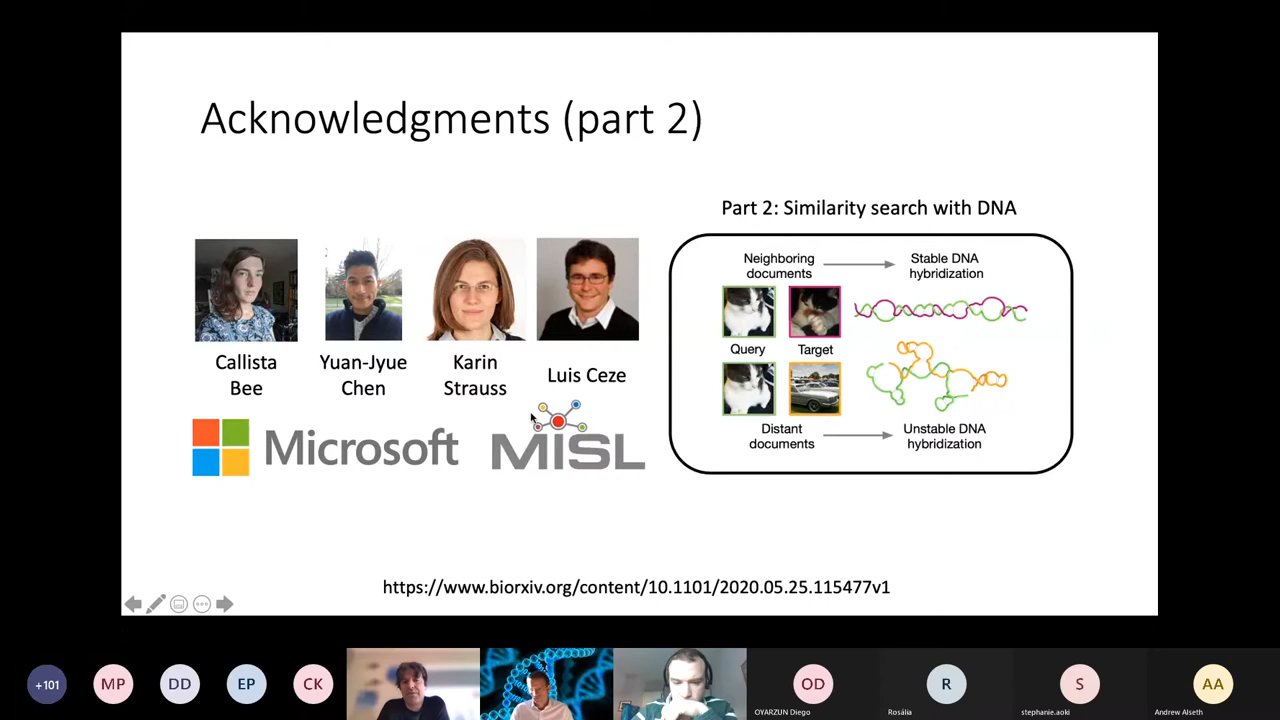 Acknowledgments (part 2)
Part 2: Similarity search with DNA
Neighboring documents
Stable DNA hybridization
Query
Target
Distant documents
Unstable DNA hybridization
Callista Bee
Yuan-Jyue Chen
Karin Strauss
Luis Ceze
Microsoft
MISL
https://www.biorxiv.org/content/10.1101/2020.05.25.115477v1
+101
MP
DD
EP
CK
OD
OYARZUN Diego
R
Rosália
S
stephanie.aoki
AA
Andrew Alseth